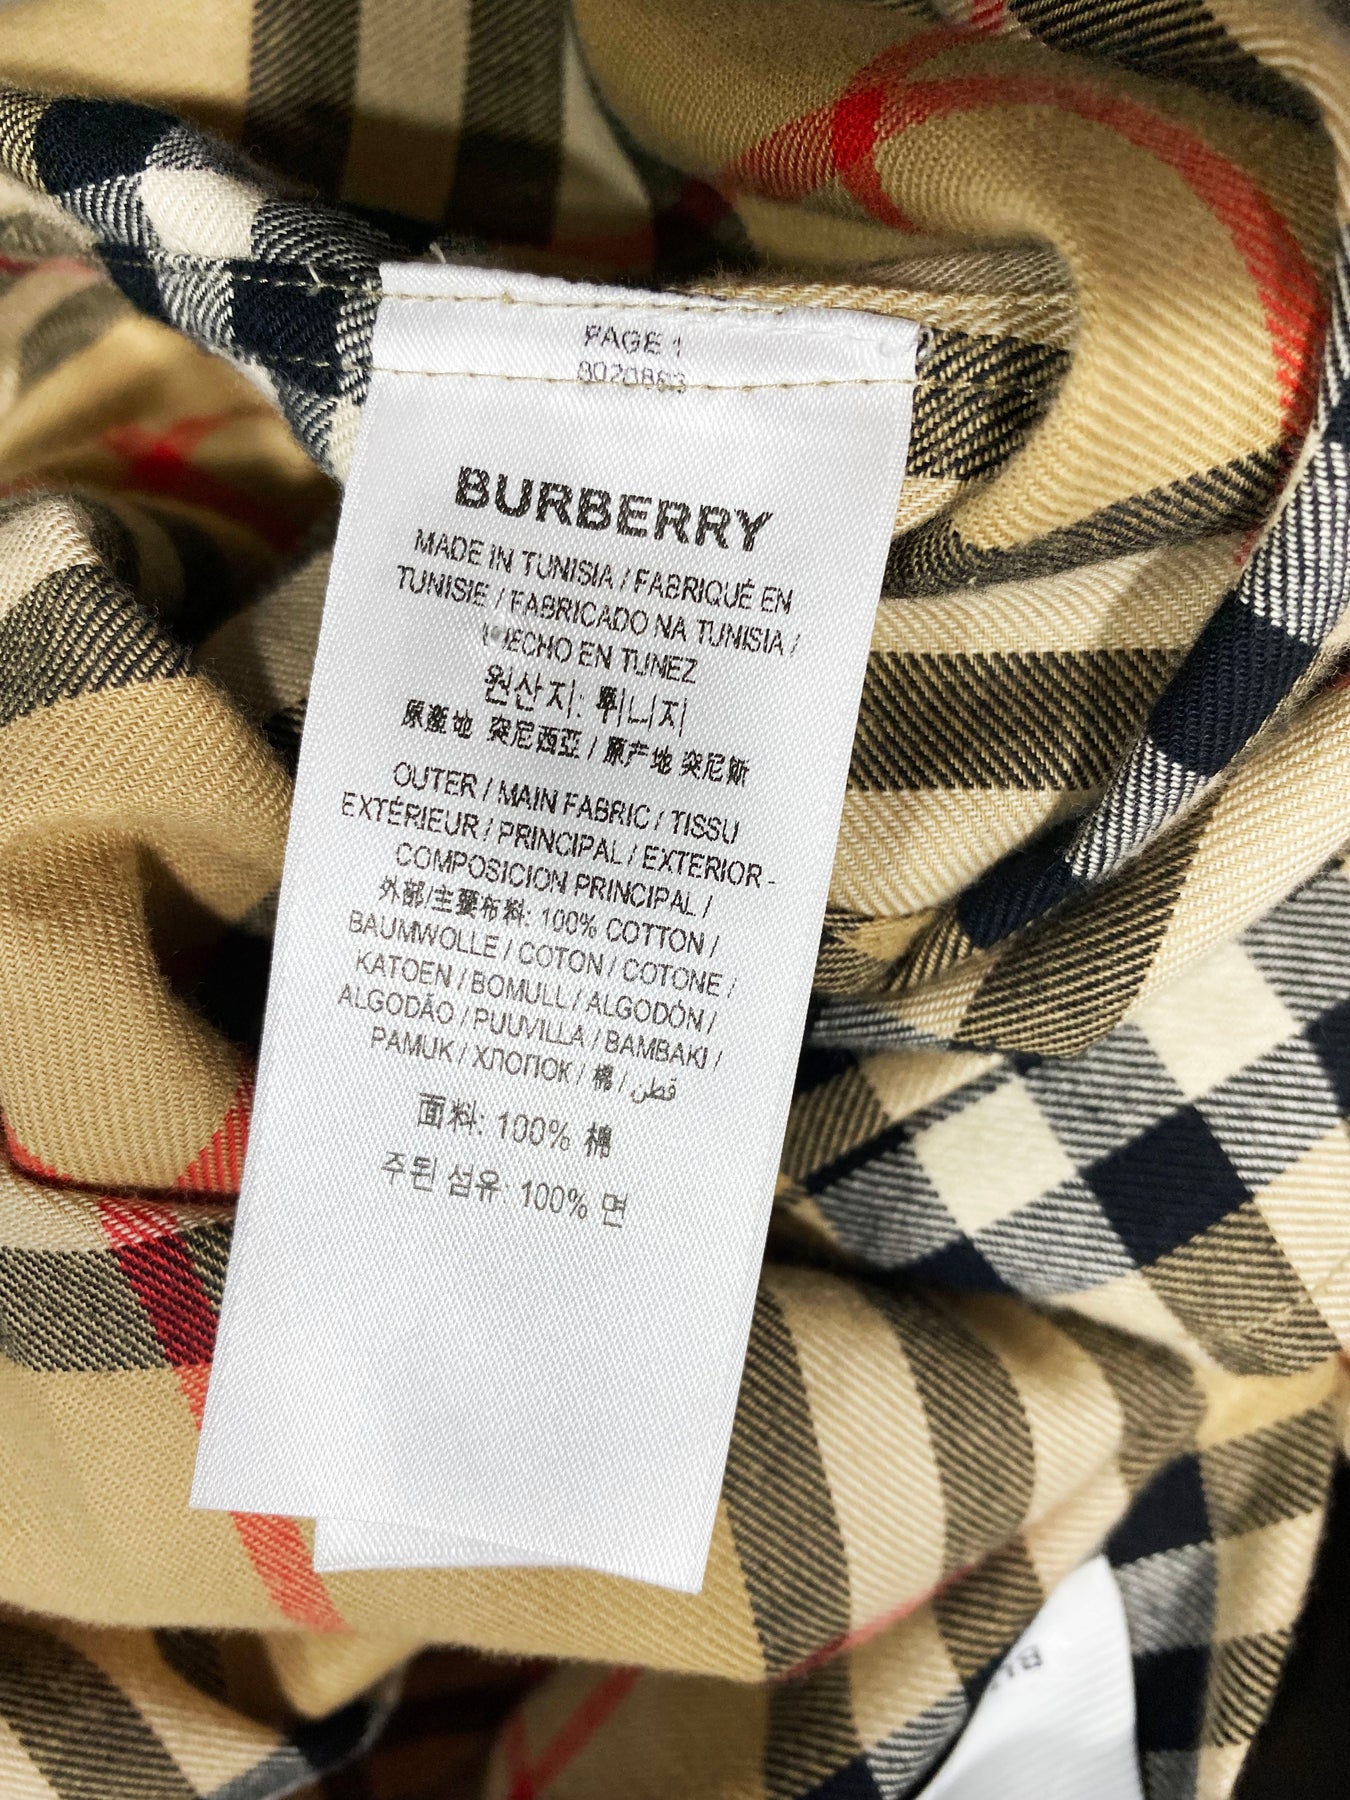 PAGE 1
8020863
BURBERRY
MADE IN TUNISIA / FABRIQUÉ EN
TUNISIE / FABRICADO NA TUNISIA /
HECHO EN TUNEZ
원산지: 튀니지
原產地 突尼西亞 / 原产地 突尼斯
OUTER / MAIN FABRIC / TISSU
EXTÉRIEUR / PRINCIPAL / EXTERIOR -
COMPOSICION PRINCIPAL /
外部/主要布料: 100% COTTON /
BAUMWOLLE / COTON / COTONE /
KATOEN / BOMULL / ALGODÓN /
ALGODÃO / PUUVILLA / BAMBAKI /
PAMUK / ХЛОПОК / 棉 / قطن
面料: 100% 棉
주된 섬유: 100% 면